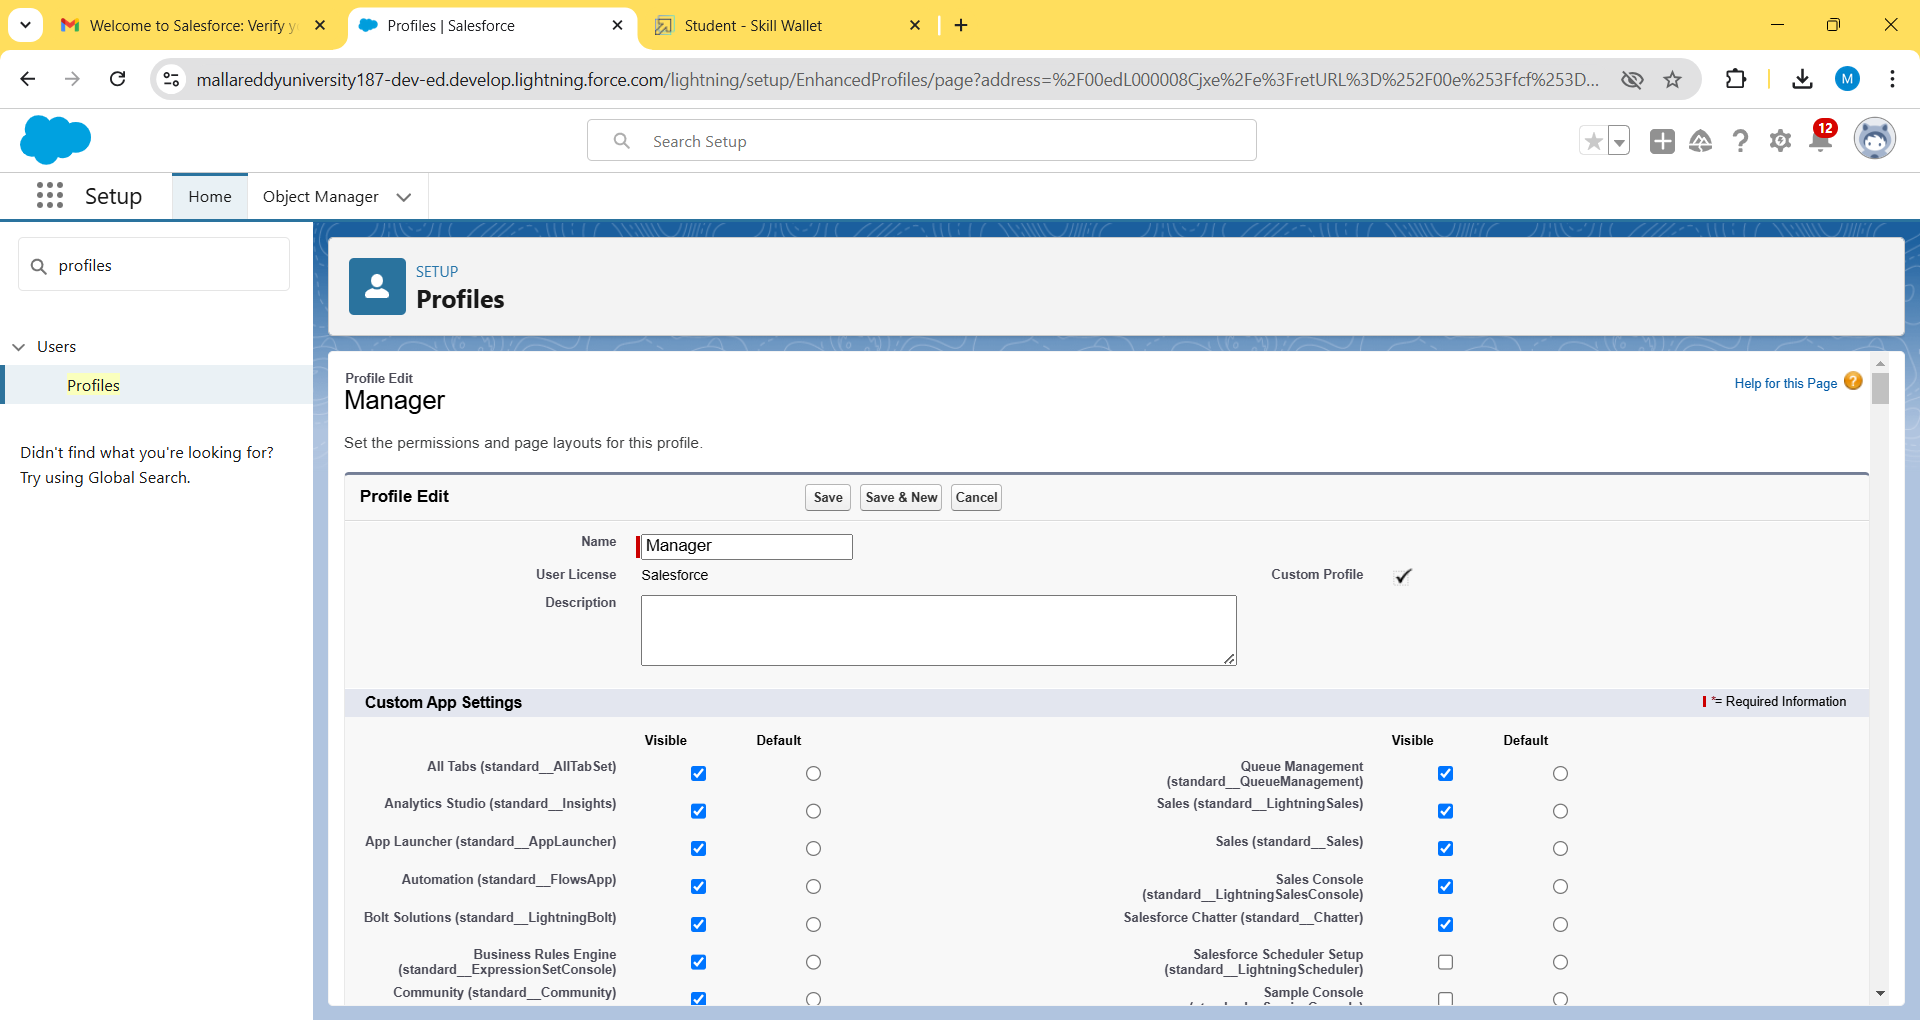 Welcome to Salesforce: Verify y
Profiles | Salesforce
Student - Skill Wallet
mallareddyuniversity187-dev-ed.develop.lightning.force.com/lightning/setup/EnhancedProfiles/page?address=%2F00edL000008Cjxe%2Fe%3FretURL%3D%252F00e%253Ffcf%253D...
M
Search Setup
12
Setup
Home
Object Manager
profiles
Users
Profiles
Didn't find what you're looking for?
Try using Global Search.
SETUP
Profiles
Profile Edit
Manager
Help for this Page
Set the permissions and page layouts for this profile.
Profile Edit
Save
Save & New
Cancel
Name
Manager
User License
Salesforce
Custom Profile
Description
Custom App Settings
*= Required Information
Visible Default Visible Default
All Tabs (standard__AllTabSet)
Queue Management
(standard__QueueManagement)
Analytics Studio (standard__Insights)
Sales (standard__LightningSales)
App Launcher (standard__AppLauncher)
Sales (standard__Sales)
Automation (standard__FlowsApp)
Sales Console
(standard__LightningSalesConsole)
Bolt Solutions (standard__LightningBolt)
Salesforce Chatter (standard__Chatter)
Business Rules Engine
(standard__ExpressionSetConsole)
Salesforce Scheduler Setup
(standard__LightningScheduler)
Community (standard__Community)
Sample Console